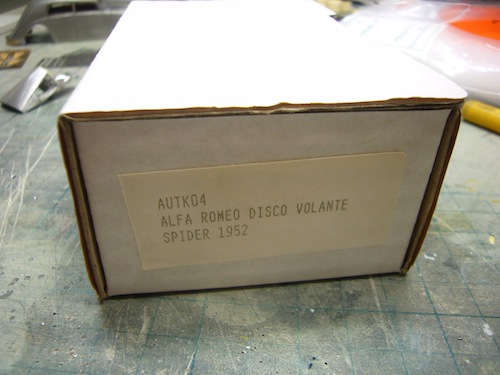 AUTK04
ALFA ROMEO DISCO VOLANTE
SPIDER 1952